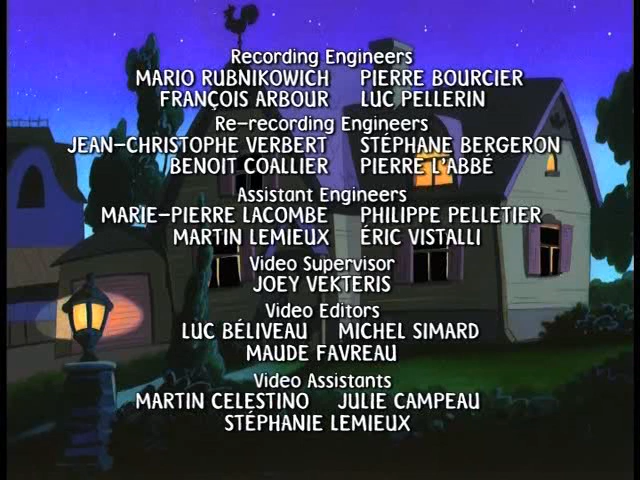 Recording Engineers
MARIO RUBNIKOWICH PIERRE BOURCIER
FRANÇOIS ARBOUR LUC PELLERIN
Re-recording Engineers
JEAN-CHRISTOPHE VERBERT STÉPHANE BERGERON
BENOIT COALLIER PIERRE L'ABBÉ
Assistant Engineers
MARIE-PIERRE LACOMBE PHILIPPE PELLETIER
MARTIN LEMIEUX ÉRIC VISTALLI
Video Supervisor
JOEY VEKTERIS
Video Editors
LUC BÉLIVEAU MICHEL SIMARD
MAUDE FAVREAU
Video Assistants
MARTIN CELESTINO JULIE CAMPEAU
STÉPHANIE LEMIEUX